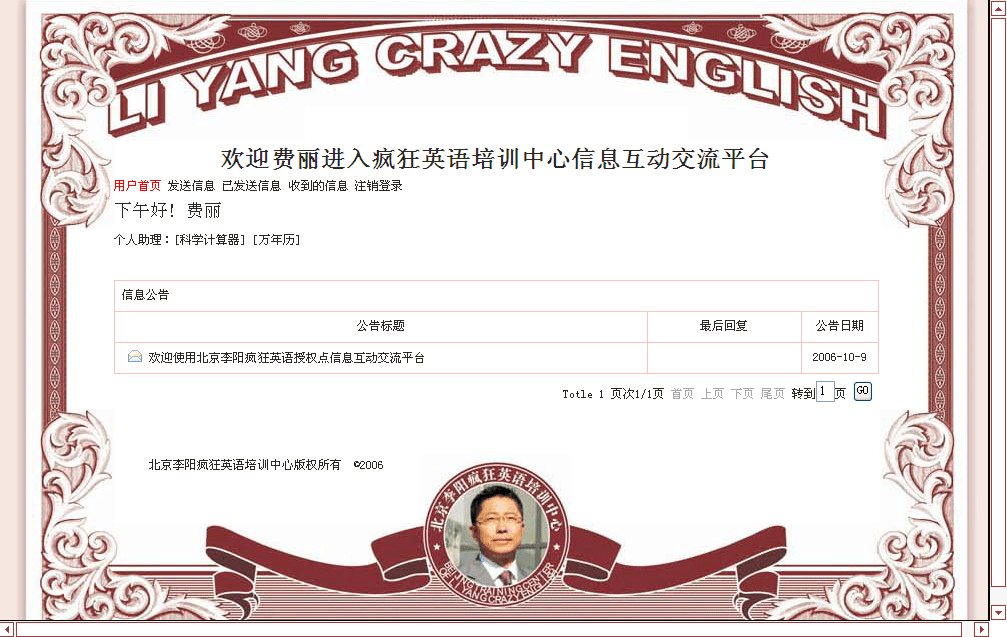 LI YANG CRAZY ENGLISH
欢迎费丽进入疯狂英语培训中心信息互动交流平台
用户首页 发送信息 已发送信息 收到的信息 注销登录
下午好！费丽
个人助理：[科学计算器] [万年历]
信息公告
公告标题 最后回复 公告日期
欢迎使用北京李阳疯狂英语授权点信息互动交流平台 2006-10-9
Totle 1 页次1/1页 首页 上页 下页 尾页 转到 1 页 GO
北京李阳疯狂英语培训中心版权所有 ©2006
北京李阳疯狂英语培训中心
BEIJING TRAINING CENTER
OF LI YANG CRAZY ENGLISH